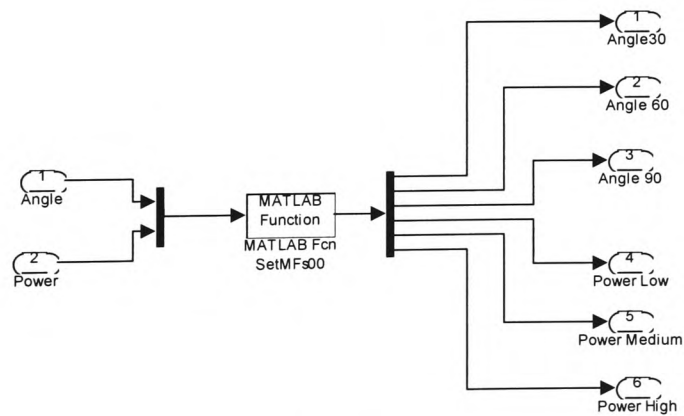 1
Angle
2
Power
MATLAB
Function
MATLAB Fcn
SetMFs00
1
Angle30
2
Angle 60
3
Angle 90
4
Power Low
5
Power Medium
6
Power High